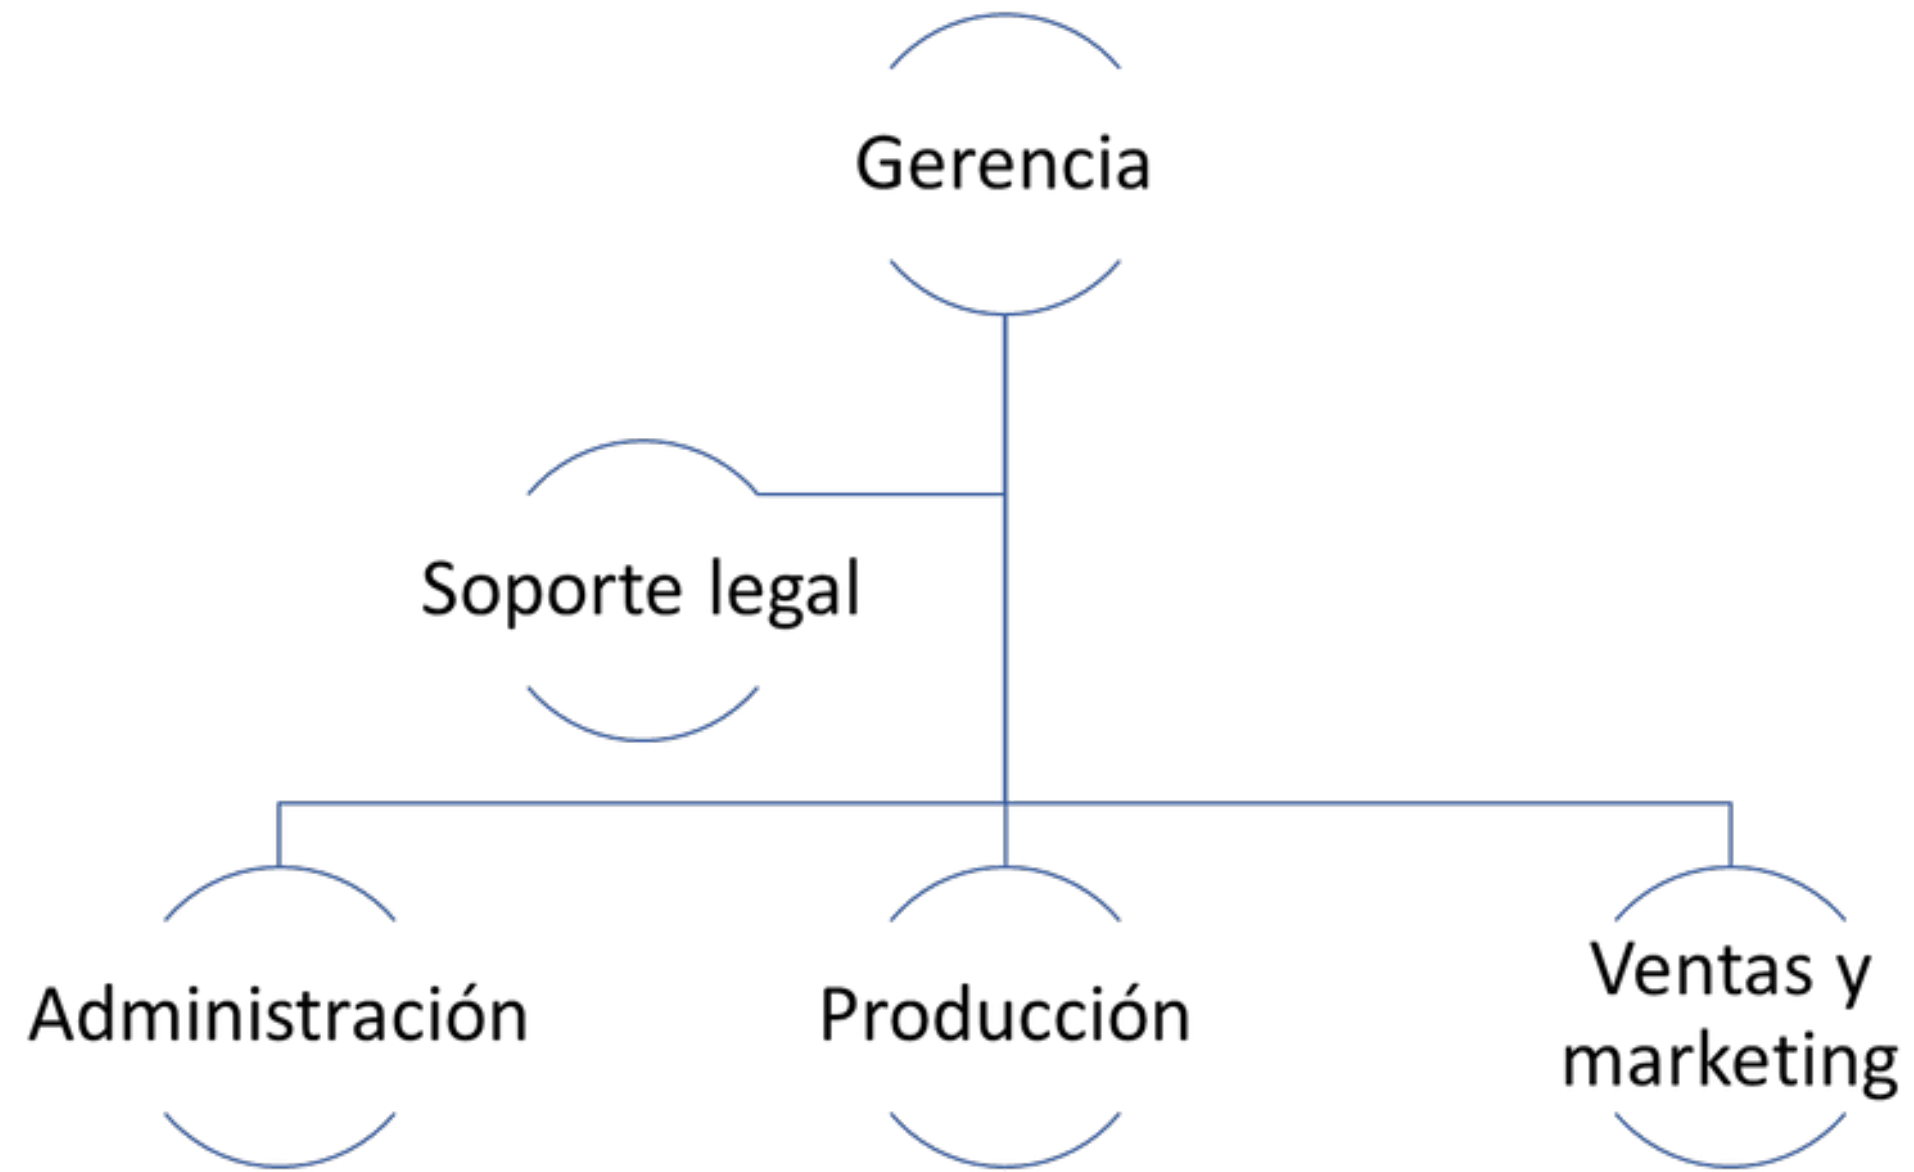 Gerencia
Soporte legal
Administración
Producción
Ventas y
marketing